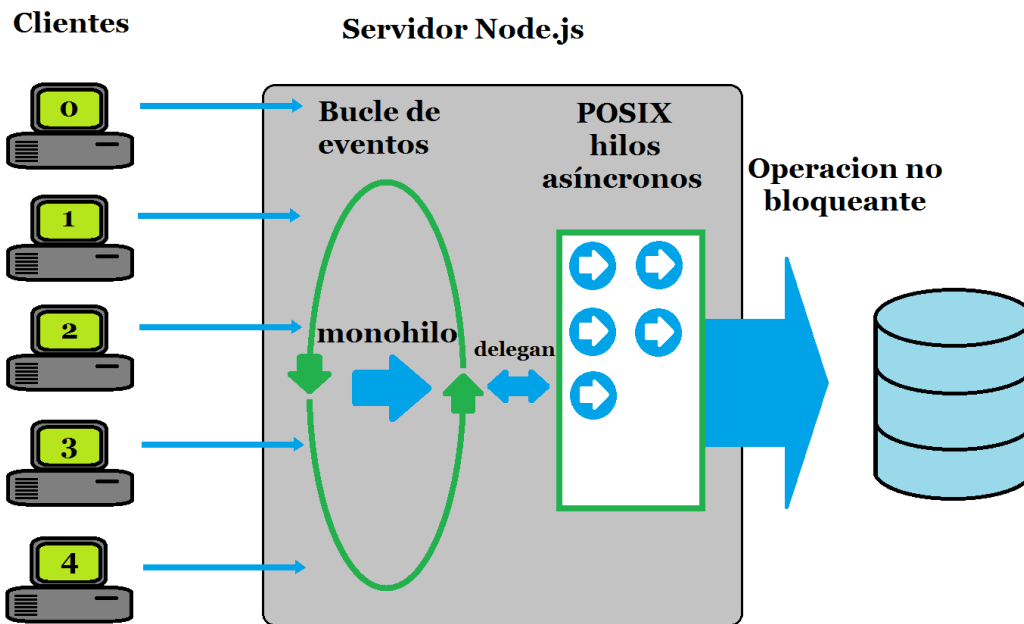 Clientes
Servidor Node.js
0
1
2
3
4
Bucle de
eventos
monohilo
delegan
POSIX
hilos
asíncronos
Operacion no
bloqueante